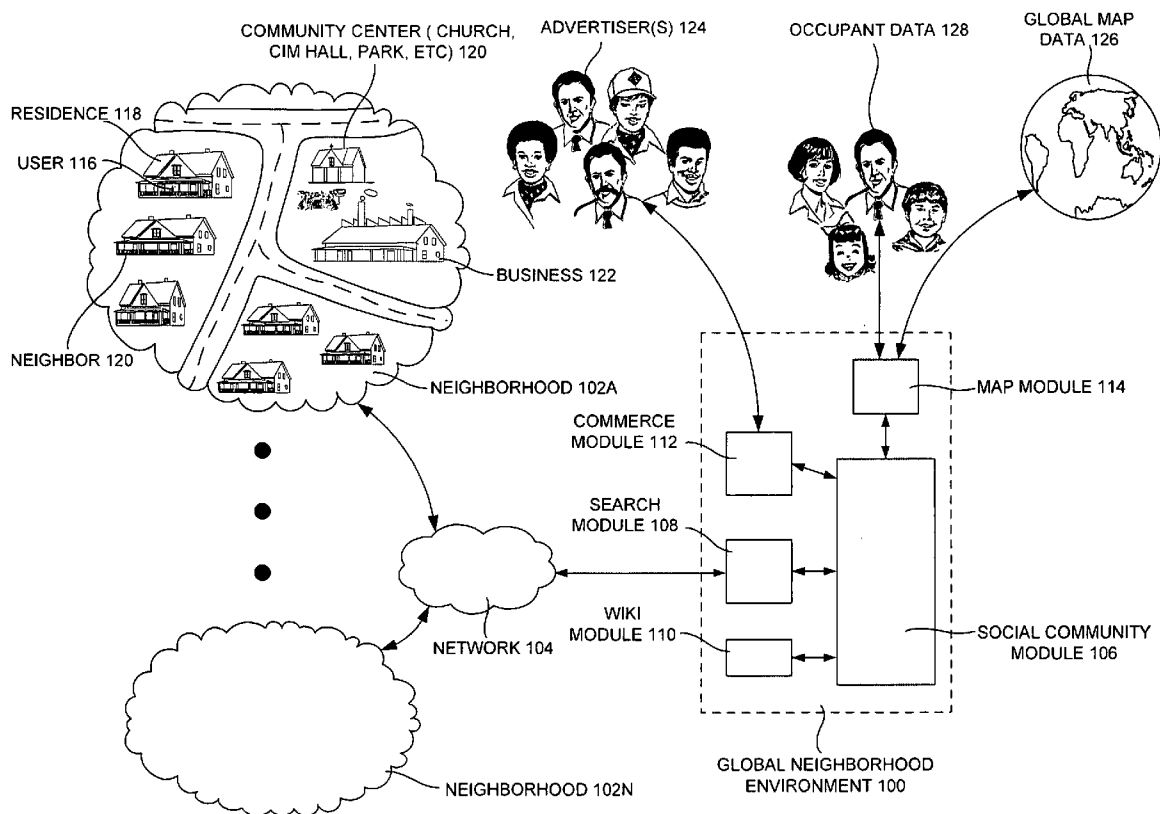 COMMUNITY CENTER ( CHURCH,
CIM HALL, PARK, ETC) 120
ADVERTISER(S) 124
OCCUPANT DATA 128
GLOBAL MAP
DATA 126
RESIDENCE 118
USER 116
BUSINESS 122
NEIGHBOR 120
NEIGHBORHOOD 102A
MAP MODULE 114
COMMERCE
MODULE 112
SEARCH
MODULE 108
WIKI
MODULE 110
NETWORK 104
SOCIAL COMMUNITY
MODULE 106
GLOBAL NEIGHBORHOOD
ENVIRONMENT 100
NEIGHBORHOOD 102N